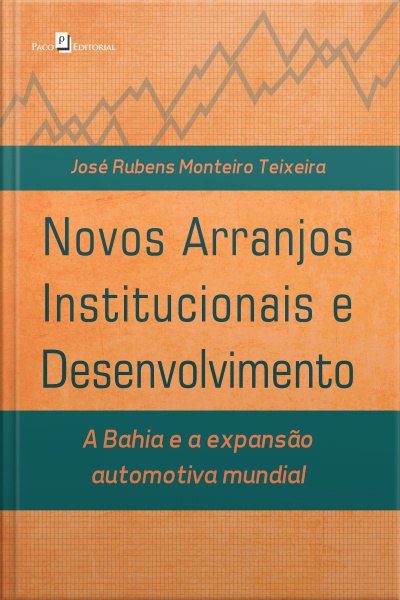 PACO EDITORIAL
José Rubens Monteiro Teixeira
Novos Arranjos
Institucionais e
Desenvolvimento
A Bahia e a expansão
automotiva mundial